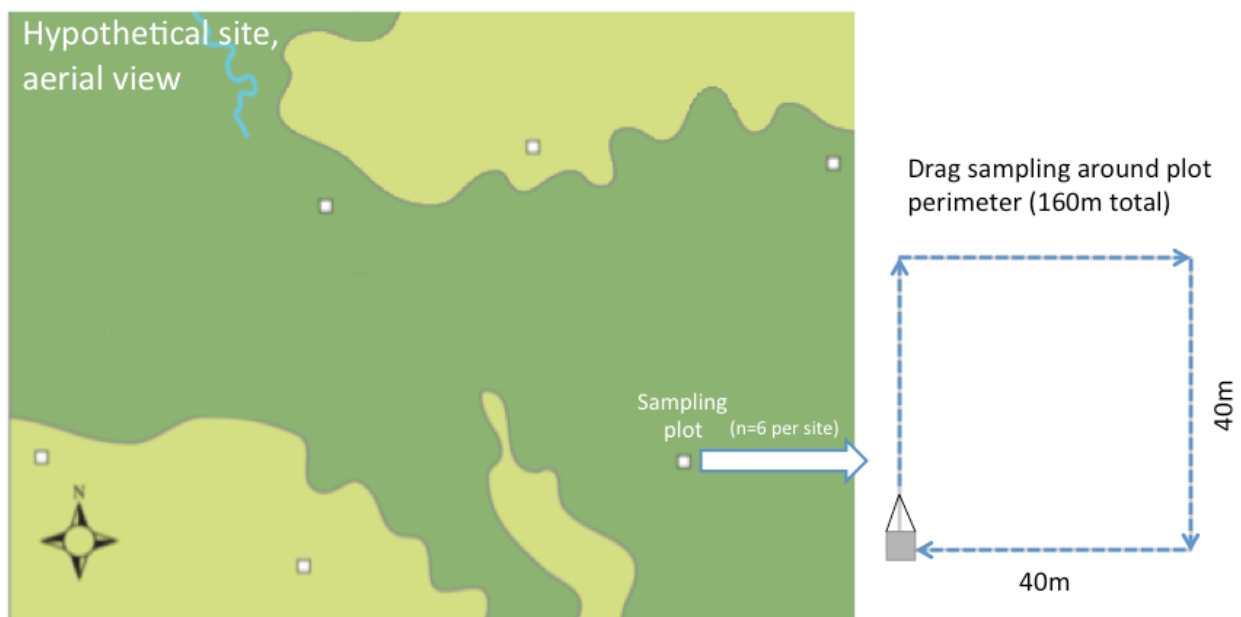 Hypothetical site,
aerial view
Drag sampling around plot
perimeter (160m total)
Sampling
plot
(n=6 per site)
40m
40m
N